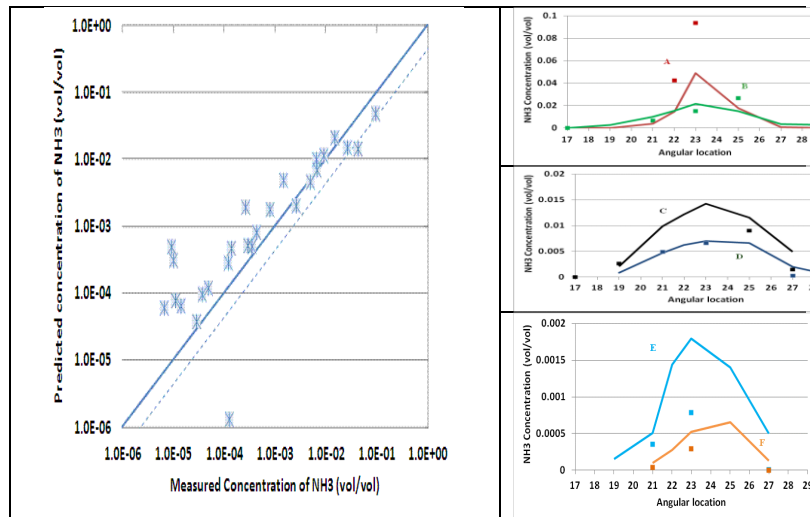 Predicted concentration of NH3 (vol/vol)
1.0E+00
1.0E-01
1.0E-02
1.0E-03
1.0E-04
1.0E-05
1.0E-06
1.0E-06 1.0E-05 1.0E-04 1.0E-03 1.0E-02 1.0E-01 1.0E+00
Measured Concentration of NH3 (vol/vol)
NH3 Concentration (vol/vol)
0.1
0.08
0.06
0.04
0.02
0
A
B
17 18 19 20 21 22 23 24 25 26 27 28
Angular location
NH3 Concentration (vol/vol)
0.02
0.015
0.01
0.005
0
C
D
17 18 19 20 21 22 23 24 25 26 27 28
Angular location
NH3 Concentration (vol/vol)
0.002
0.0015
0.001
0.0005
0
E
F
17 18 19 20 21 22 23 24 25 26 27 28 29
Angular location